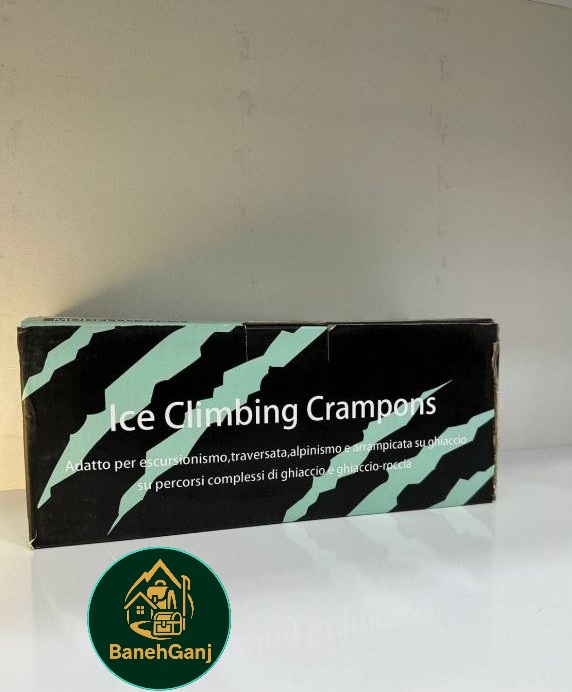 Ice Climbing Crampons
Adatto per escursionismo,traversata,alpinismo e arrampicata su ghiaccio
su percorsi complessi di ghiaccio e ghiaccio-roccia
BanehGanj